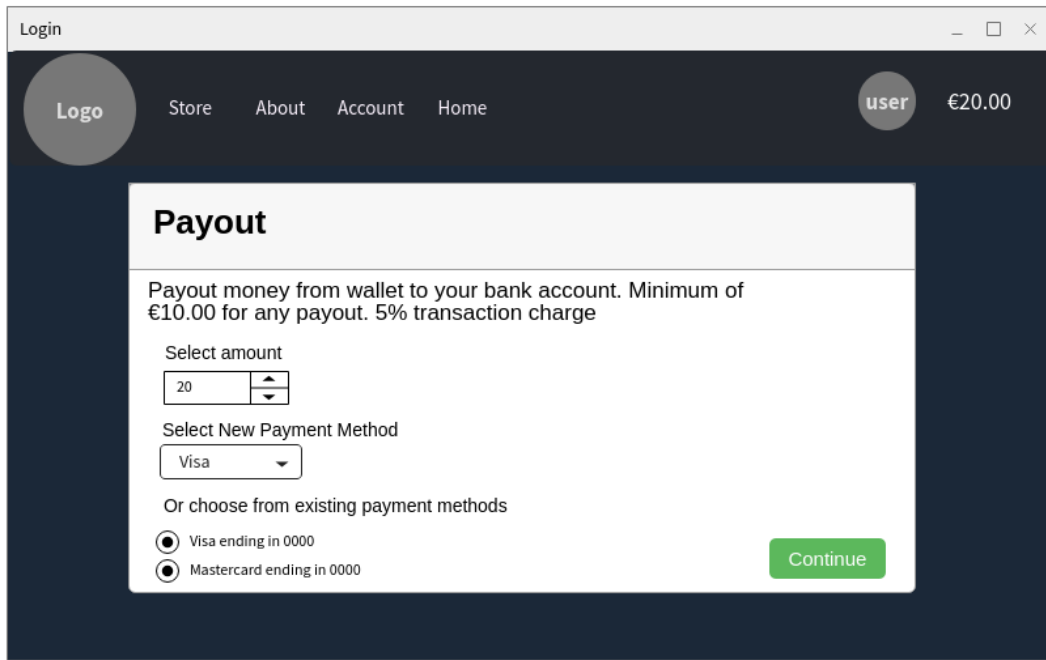 Login
Logo
Store About Account Home
user
€20.00
Payout
Payout money from wallet to your bank account. Minimum of
€10.00 for any payout. 5% transaction charge
Select amount
20
Select New Payment Method
Visa
Or choose from existing payment methods
Visa ending in 0000
Mastercard ending in 0000
Continue